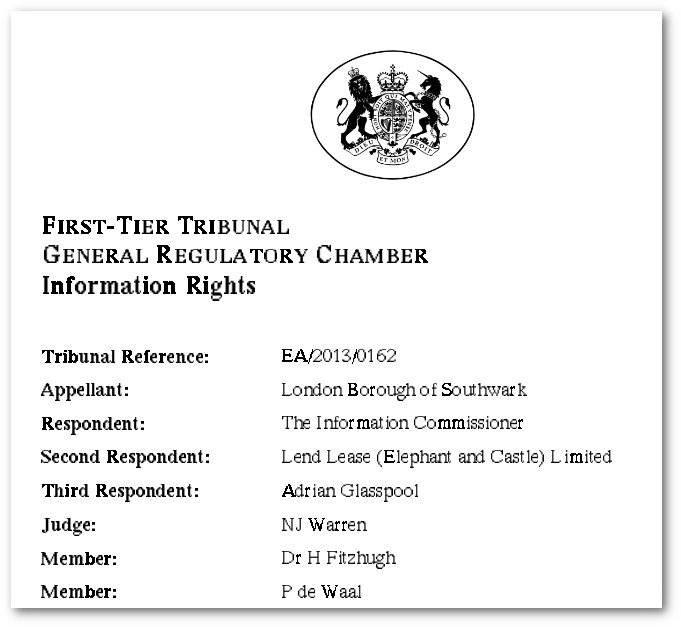 DIEU ET MON DROIT
FIRST-TIER TRIBUNAL
GENERAL REGULATORY CHAMBER
Information Rights
Tribunal Reference: EA/2013/0162
Appellant: London Borough of Southwark
Respondent: The Information Commissioner
Second Respondent: Lend Lease (Elephant and Castle) Limited
Third Respondent: Adrian Glasspool
Judge: NJ Warren
Member: Dr H Fitzhugh
Member: P de Waal